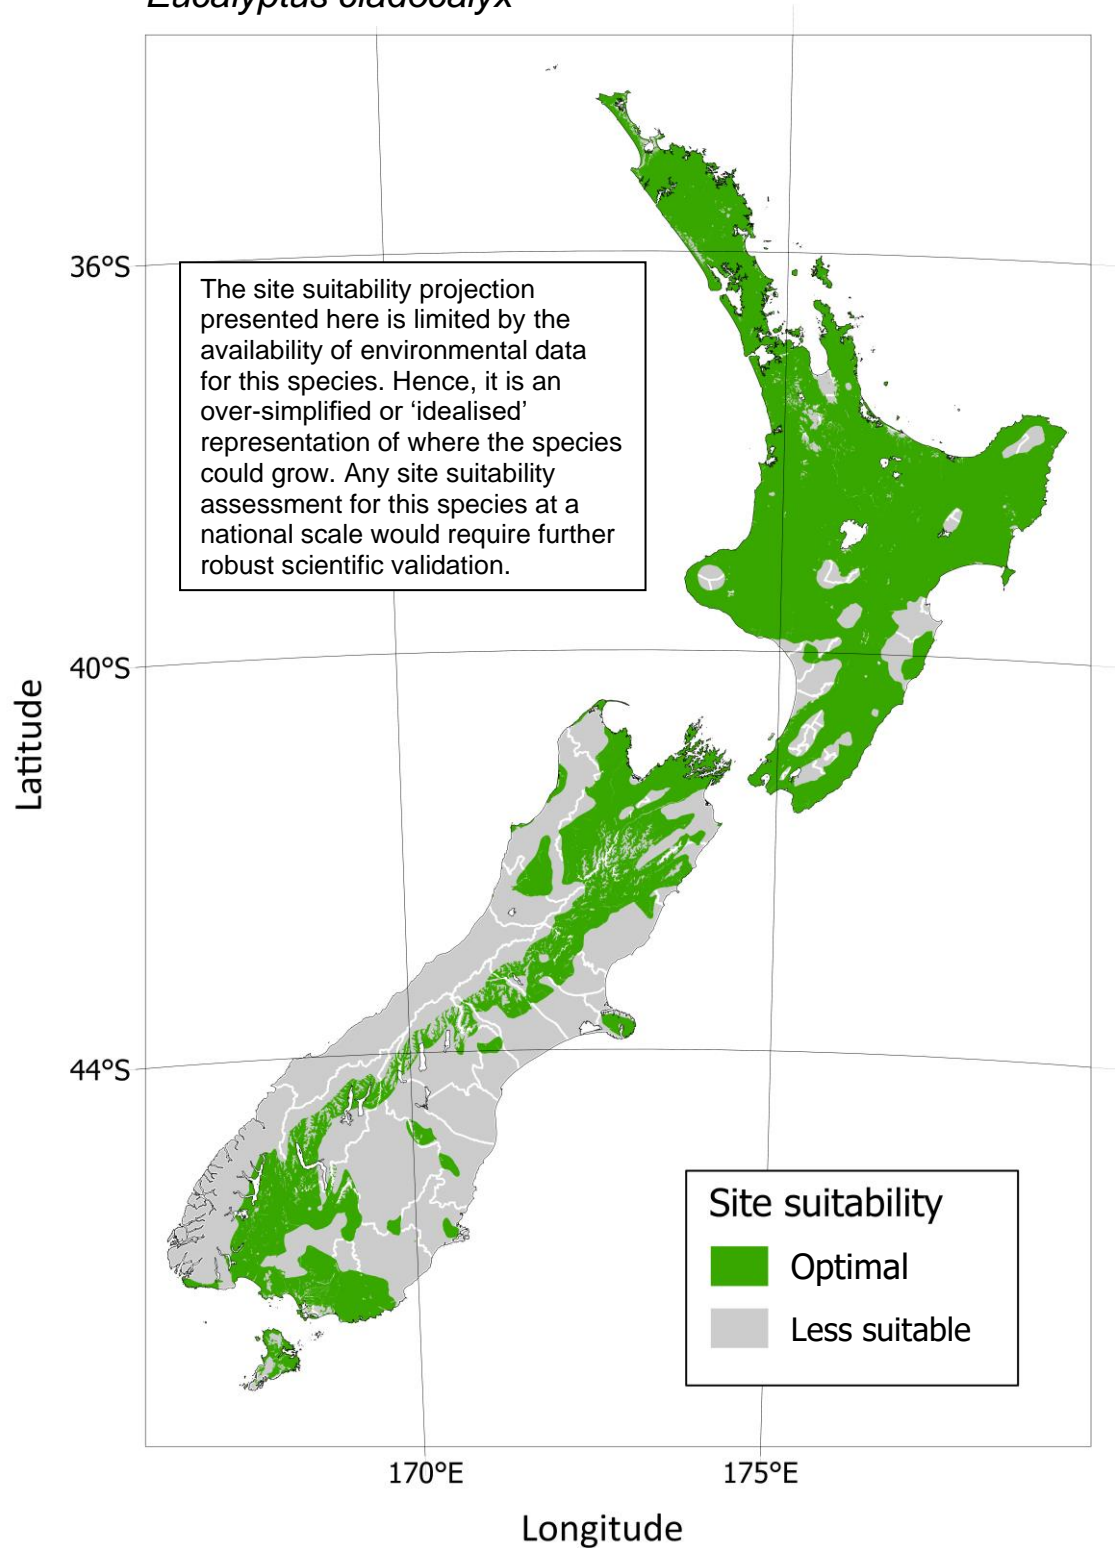 Eucalyptus cladocalyx
The site suitability projection
presented here is limited by the
availability of environmental data
for this species. Hence, it is an
over-simplified or ‘idealised’
representation of where the species
could grow. Any site suitability
assessment for this species at a
national scale would require further
robust scientific validation.
36°S
40°S
44°S
Latitude
Site suitability
Optimal
Less suitable
170°E
175°E
Longitude